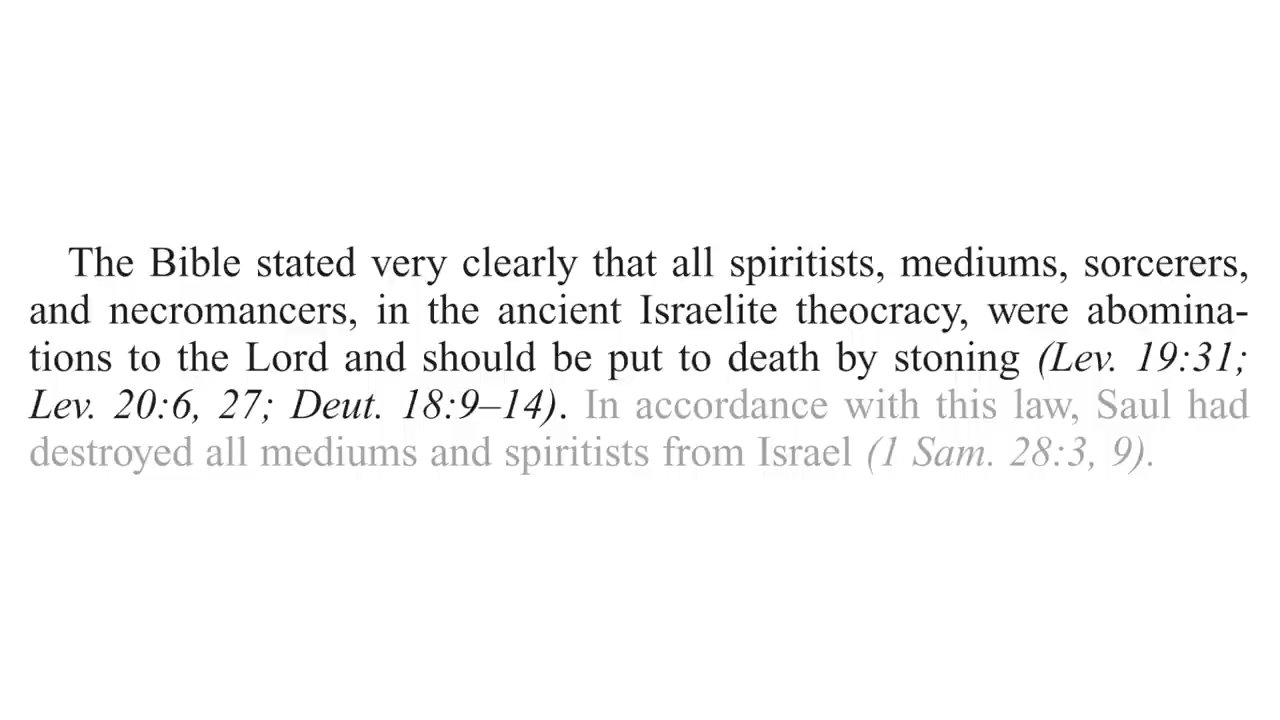 The Bible stated very clearly that all spiritists, mediums, sorcerers,
and necromancers, in the ancient Israelite theocracy, were abomina-
tions to the Lord and should be put to death by stoning (Lev. 19:31;
Lev. 20:6, 27; Deut. 18:9–14). In accordance with this law, Saul had
destroyed all mediums and spiritists from Israel (1 Sam. 28:3, 9).